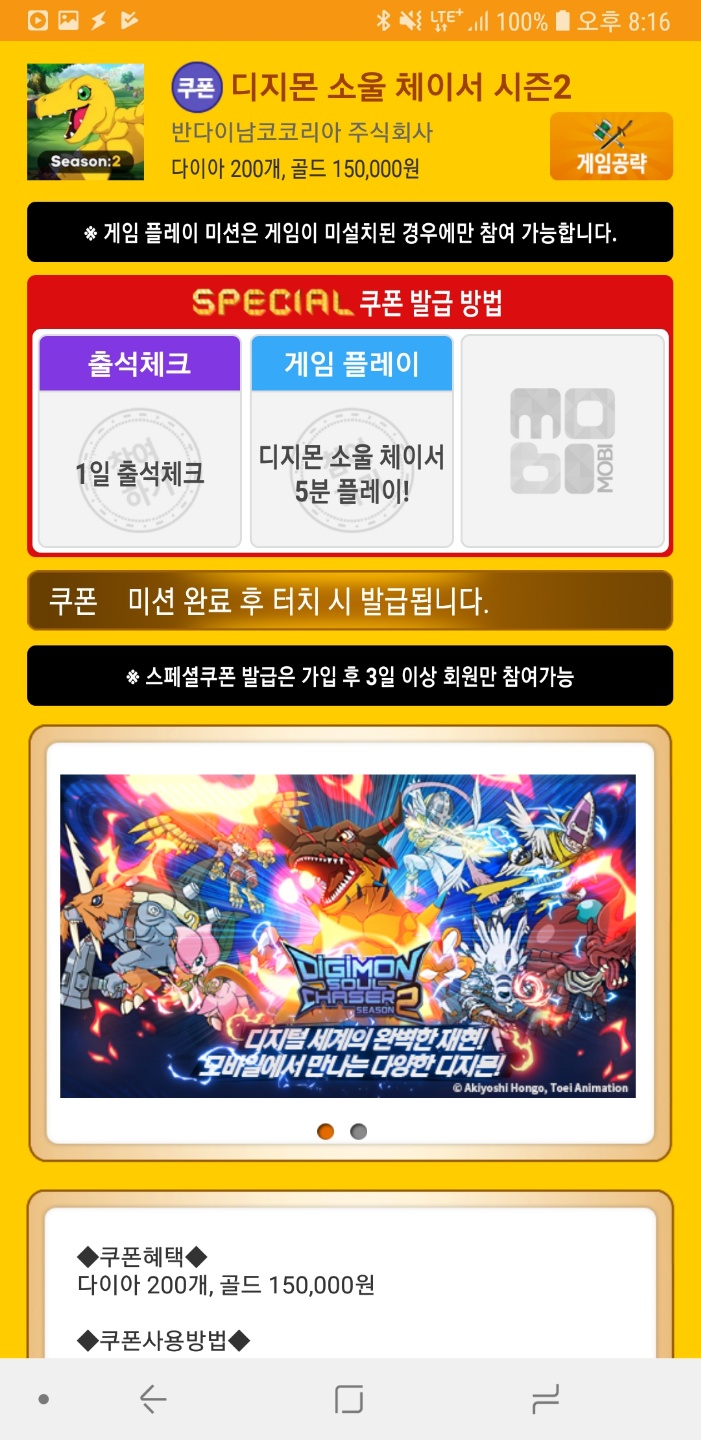 LTE+ 100% 오후 8:16
Season:2
쿠폰 디지몬 소울 체이서 시즌2
반다이남코코리아 주식회사
다이아 200개, 골드 150,000원
게임공략
※ 게임 플레이 미션은 게임이 미설치된 경우에만 참여 가능합니다.
SPECIAL 쿠폰 발급 방법
출석체크
게임 플레이
참여
하기
1일 출석체크
디지몬 소울 체이서
5분 플레이!
MOBI
쿠폰 미션 완료 후 터치 시 발급됩니다.
※ 스페셜쿠폰 발급은 가입 후 3일 이상 회원만 참여가능
DIGIMON
SOUL
CHASER 2
SEASON
디지털 세계의 완벽한 재현!
모바일에서 만나는 다양한 디지몬!
© Akiyoshi Hongo, Toei Animation
◆쿠폰혜택◆
다이아 200개, 골드 150,000원
◆쿠폰사용방법◆